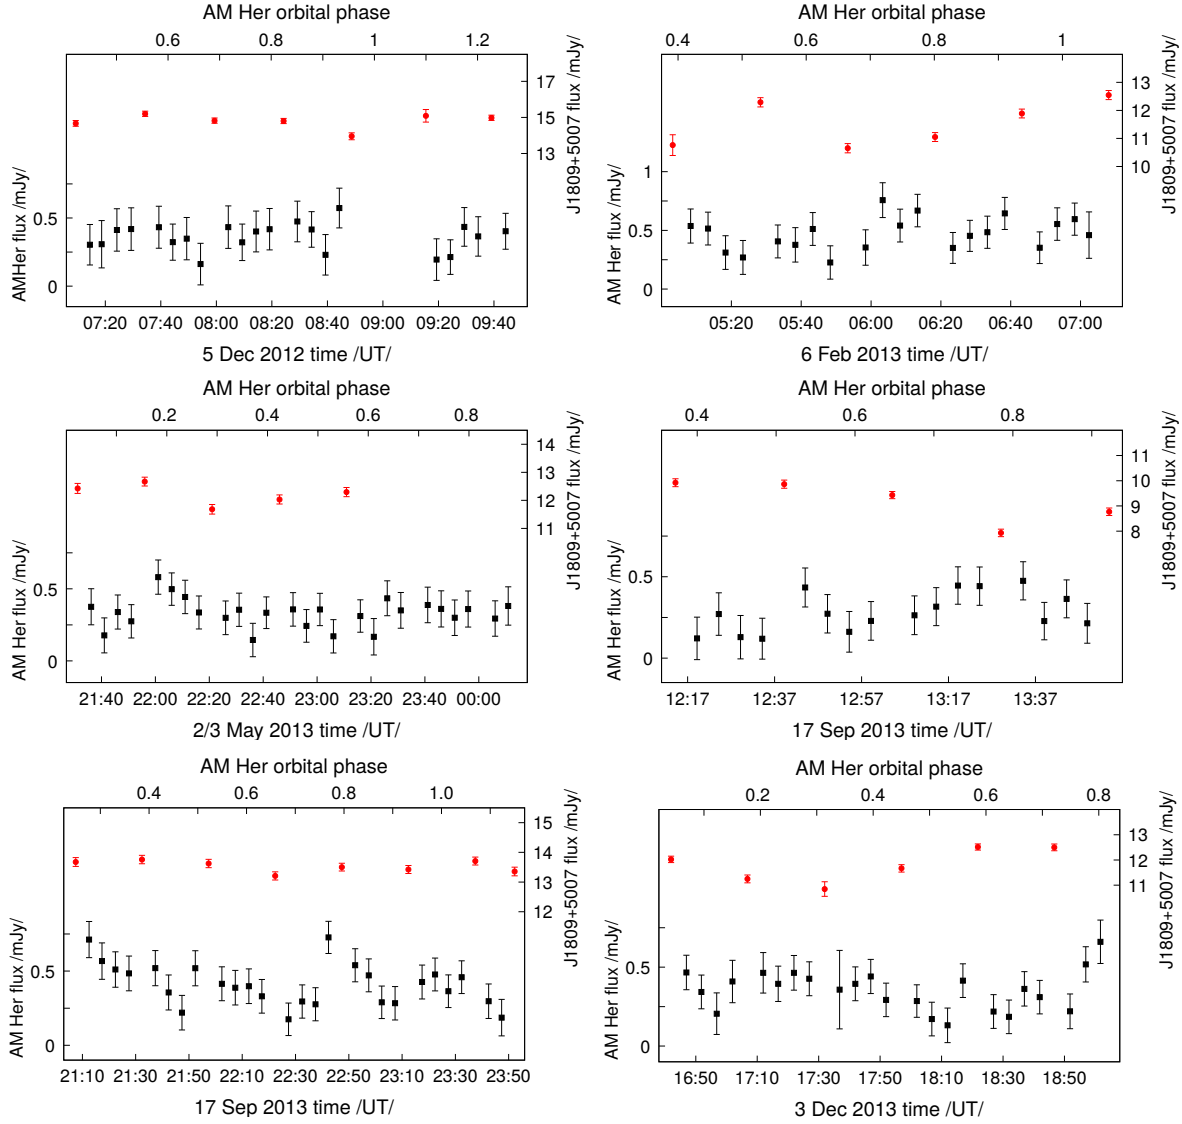 AM Her orbital phase
0.6 0.8 1 1.2
AMHer flux /mJy/
0.5
0
17
15
13
J1809+5007 flux /mJy/
07:20 07:40 08:00 08:20 08:40 09:00 09:20 09:40
5 Dec 2012 time /UT/
AM Her orbital phase
0.4 0.6 0.8 1
AM Her flux /mJy/
1
0.5
0
13
12
11
10
J1809+5007 flux /mJy/
05:20 05:40 06:00 06:20 06:40 07:00
6 Feb 2013 time /UT/
AM Her orbital phase
0.2 0.4 0.6 0.8
AM Her flux /mJy/
0.5
0
14
13
12
11
J1809+5007 flux /mJy/
21:40 22:00 22:20 22:40 23:00 23:20 23:40 00:00
2/3 May 2013 time /UT/
AM Her orbital phase
0.4 0.6 0.8
AM Her flux /mJy/
0.5
0
11
10
9
8
J1809+5007 flux /mJy/
12:17 12:37 12:57 13:17 13:37
17 Sep 2013 time /UT/
AM Her orbital phase
0.4 0.6 0.8 1.0
AM Her flux /mJy/
0.5
0
15
14
13
12
J1809+5007 flux /mJy/
21:10 21:30 21:50 22:10 22:30 22:50 23:10 23:30 23:50
17 Sep 2013 time /UT/
AM Her orbital phase
0.2 0.4 0.6 0.8
AM Her flux /mJy/
0.5
0
13
12
11
J1809+5007 flux /mJy/
16:50 17:10 17:30 17:50 18:10 18:30 18:50
3 Dec 2013 time /UT/